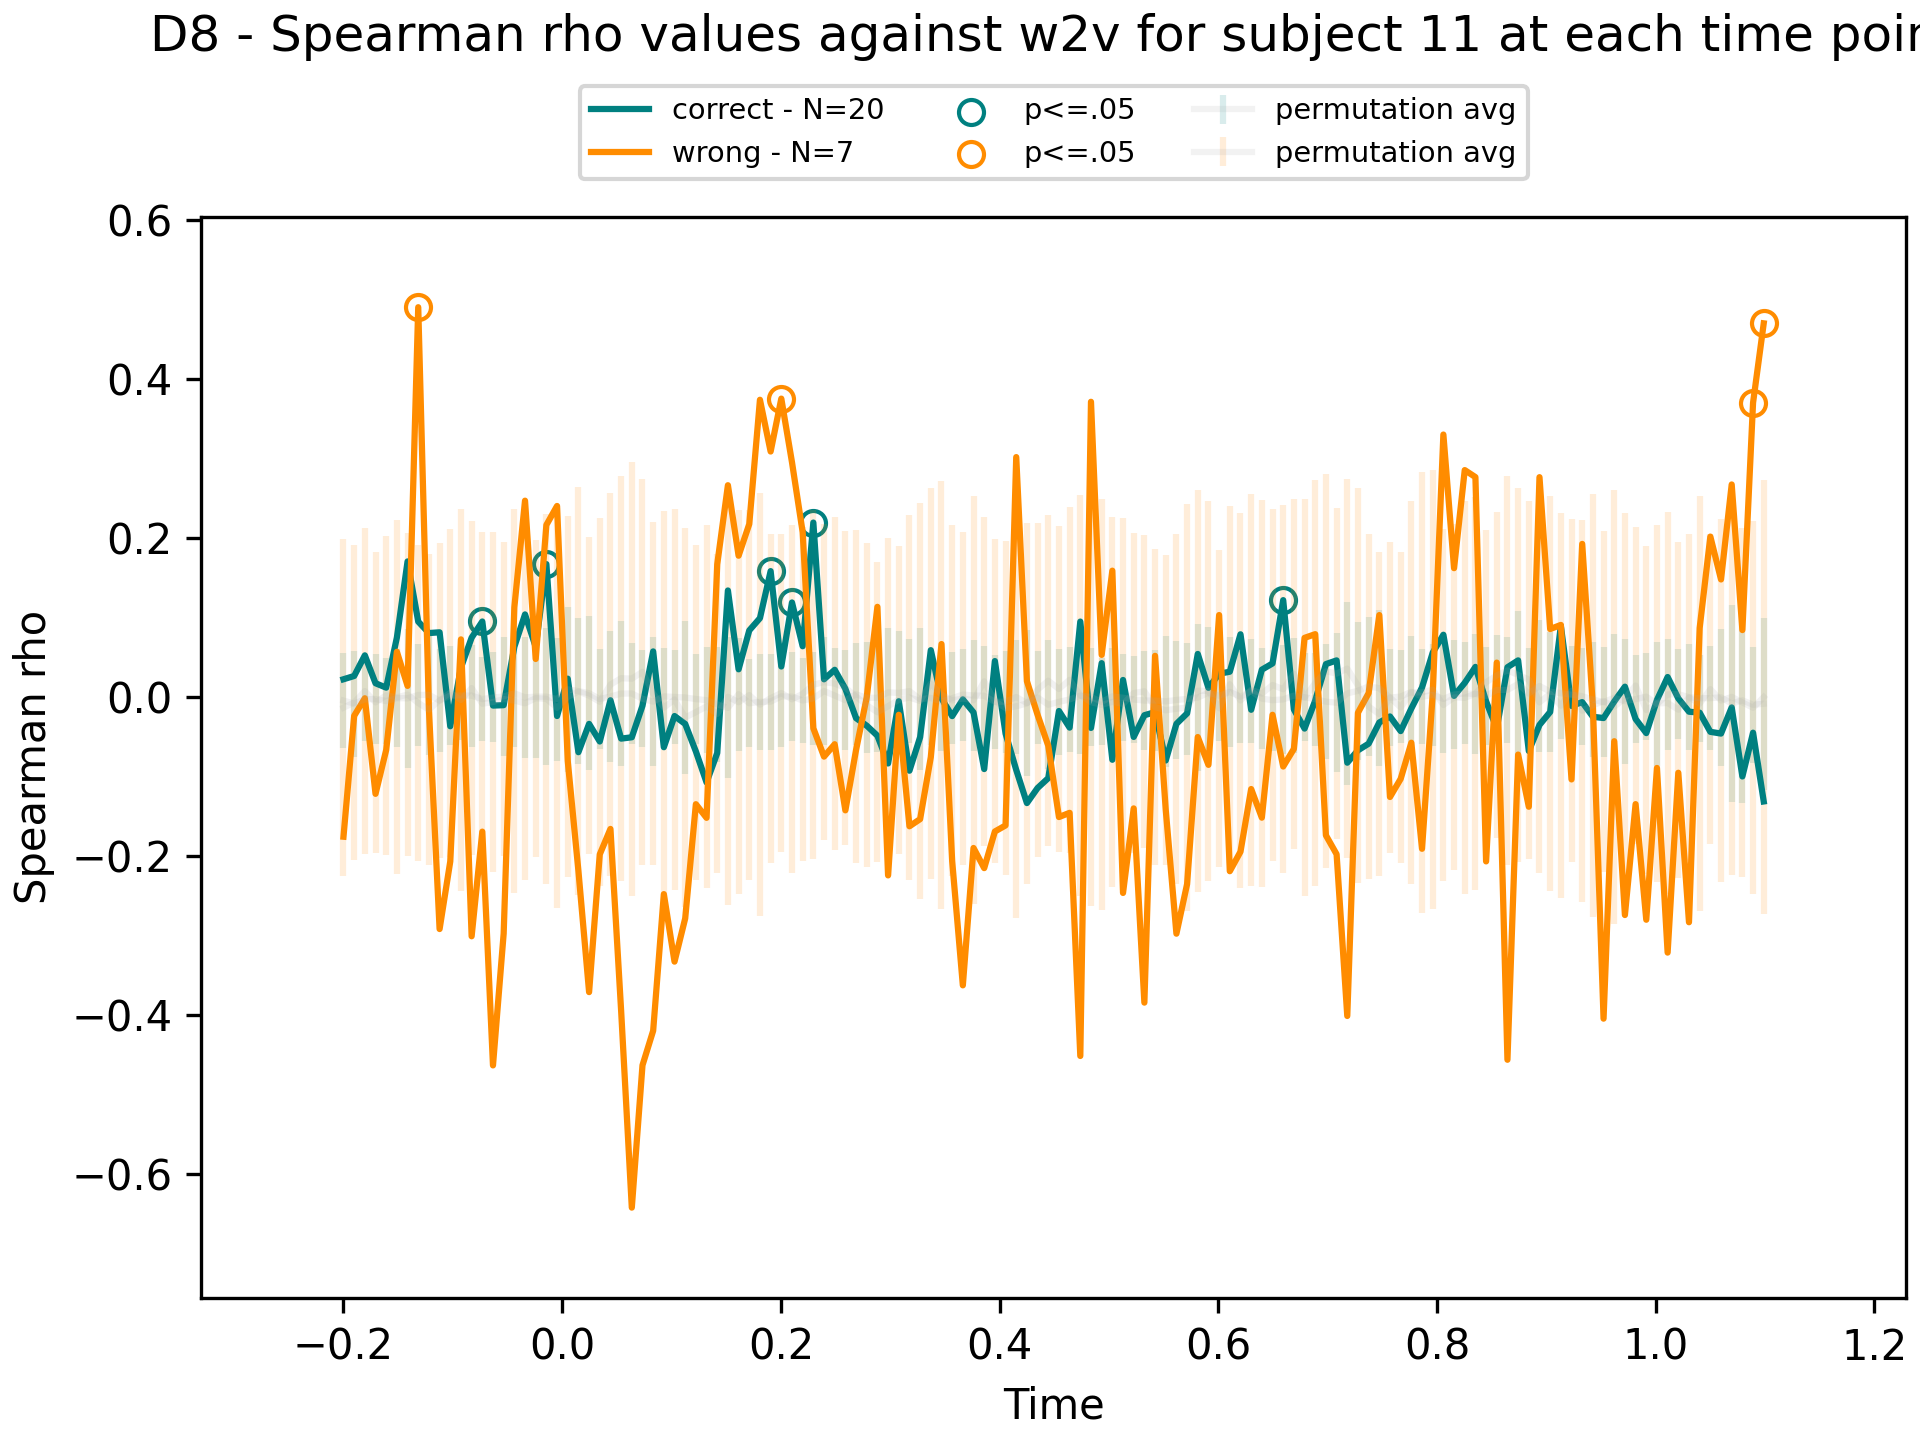 D8 - Spearman rho values against w2v for subject 11 at each time
correct - N=20
wrong - N=7
p<=.05
p<=.05
permutation avg
permutation avg
0.6
0.4
0.2
0.0
−0.2
−0.4
−0.6
Spearman rho
−0.2 0.0 0.2 0.4 0.6 0.8 1.0 1.2
Time